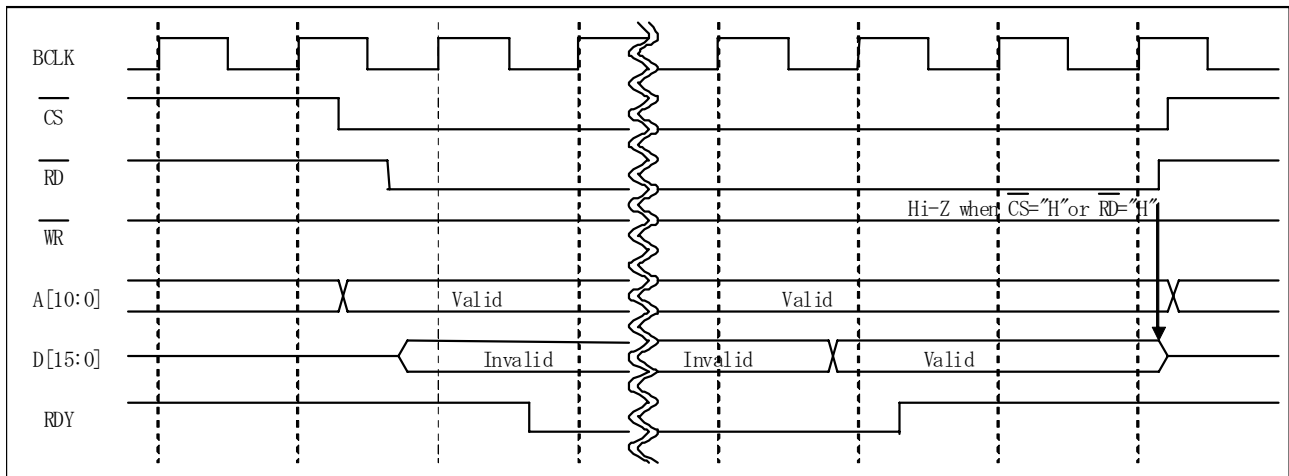 BCLK
CS
RD
Hi-Z when CS="H"or RD="H"
WR
A[10:0]
Valid
Valid
D[15:0]
Invalid
Invalid
Valid
RDY